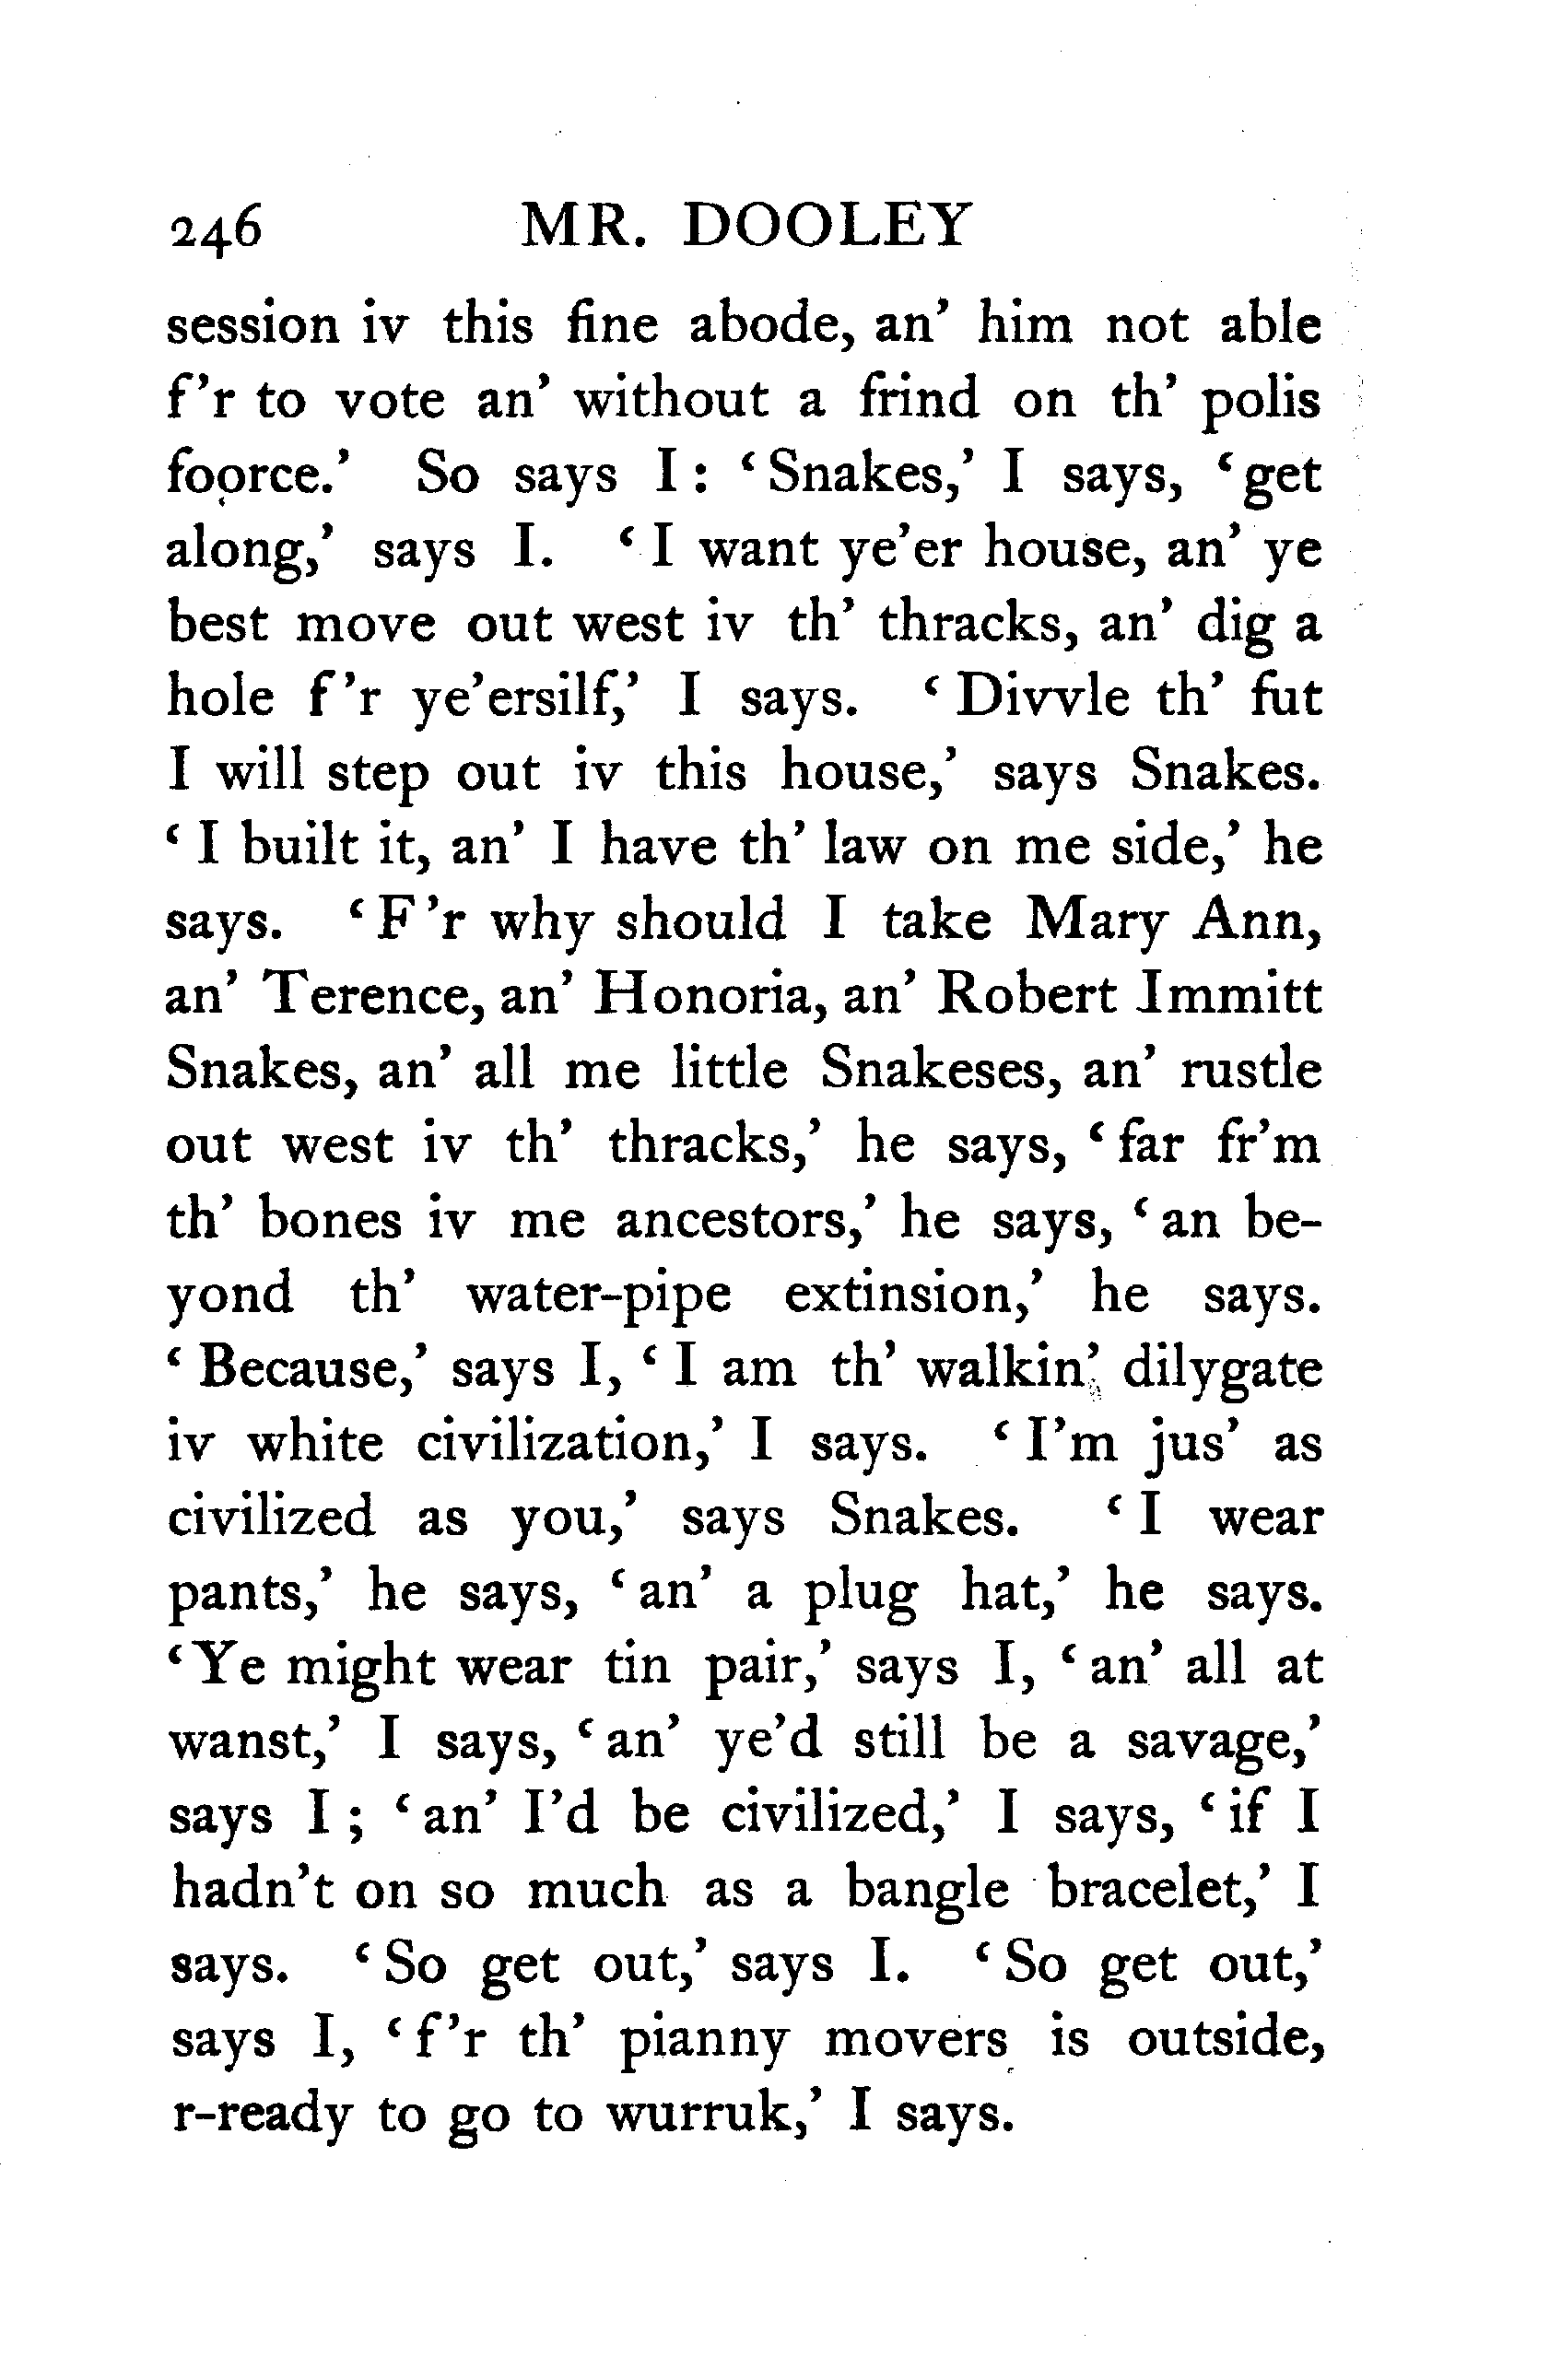 246 MR. DOOLEY
session iv this fine abode, an' him not able
f'r to vote an' without a frind on th' polis
foorce.' So says I: 'Snakes,' I says, 'get
along,' says I. 'I want ye'er house, an' ye
best move out west iv th' thracks, an' dig a
hole f'r ye'ersilf,' I says. 'Divvle th' fut
I will step out iv this house,' says Snakes.
'I built it, an' I have th' law on me side,' he
says. 'F'r why should I take Mary Ann,
an' Terence, an' Honoria, an' Robert Immitt
Snakes, an' all me little Snakeses, an' rustle
out west iv th' thracks,' he says, 'far fr'm
th' bones iv me ancestors,' he says, 'an be-
yond th' water-pipe extinsion,' he says.
'Because,' says I, 'I am th' walkin' dilygate
iv white civilization,' I says. 'I'm jus' as
civilized as you,' says Snakes. 'I wear
pants,' he says, 'an' a plug hat,' he says.
'Ye might wear tin pair,' says I, 'an' all at
wanst,' I says, 'an' ye'd still be a savage,'
says I; 'an' I'd be civilized,' I says, 'if I
hadn't on so much as a bangle bracelet,' I
says. 'So get out,' says I. 'So get out,'
says I, 'f'r th' pianny movers is outside,
r-ready to go to wurruk,' I says.